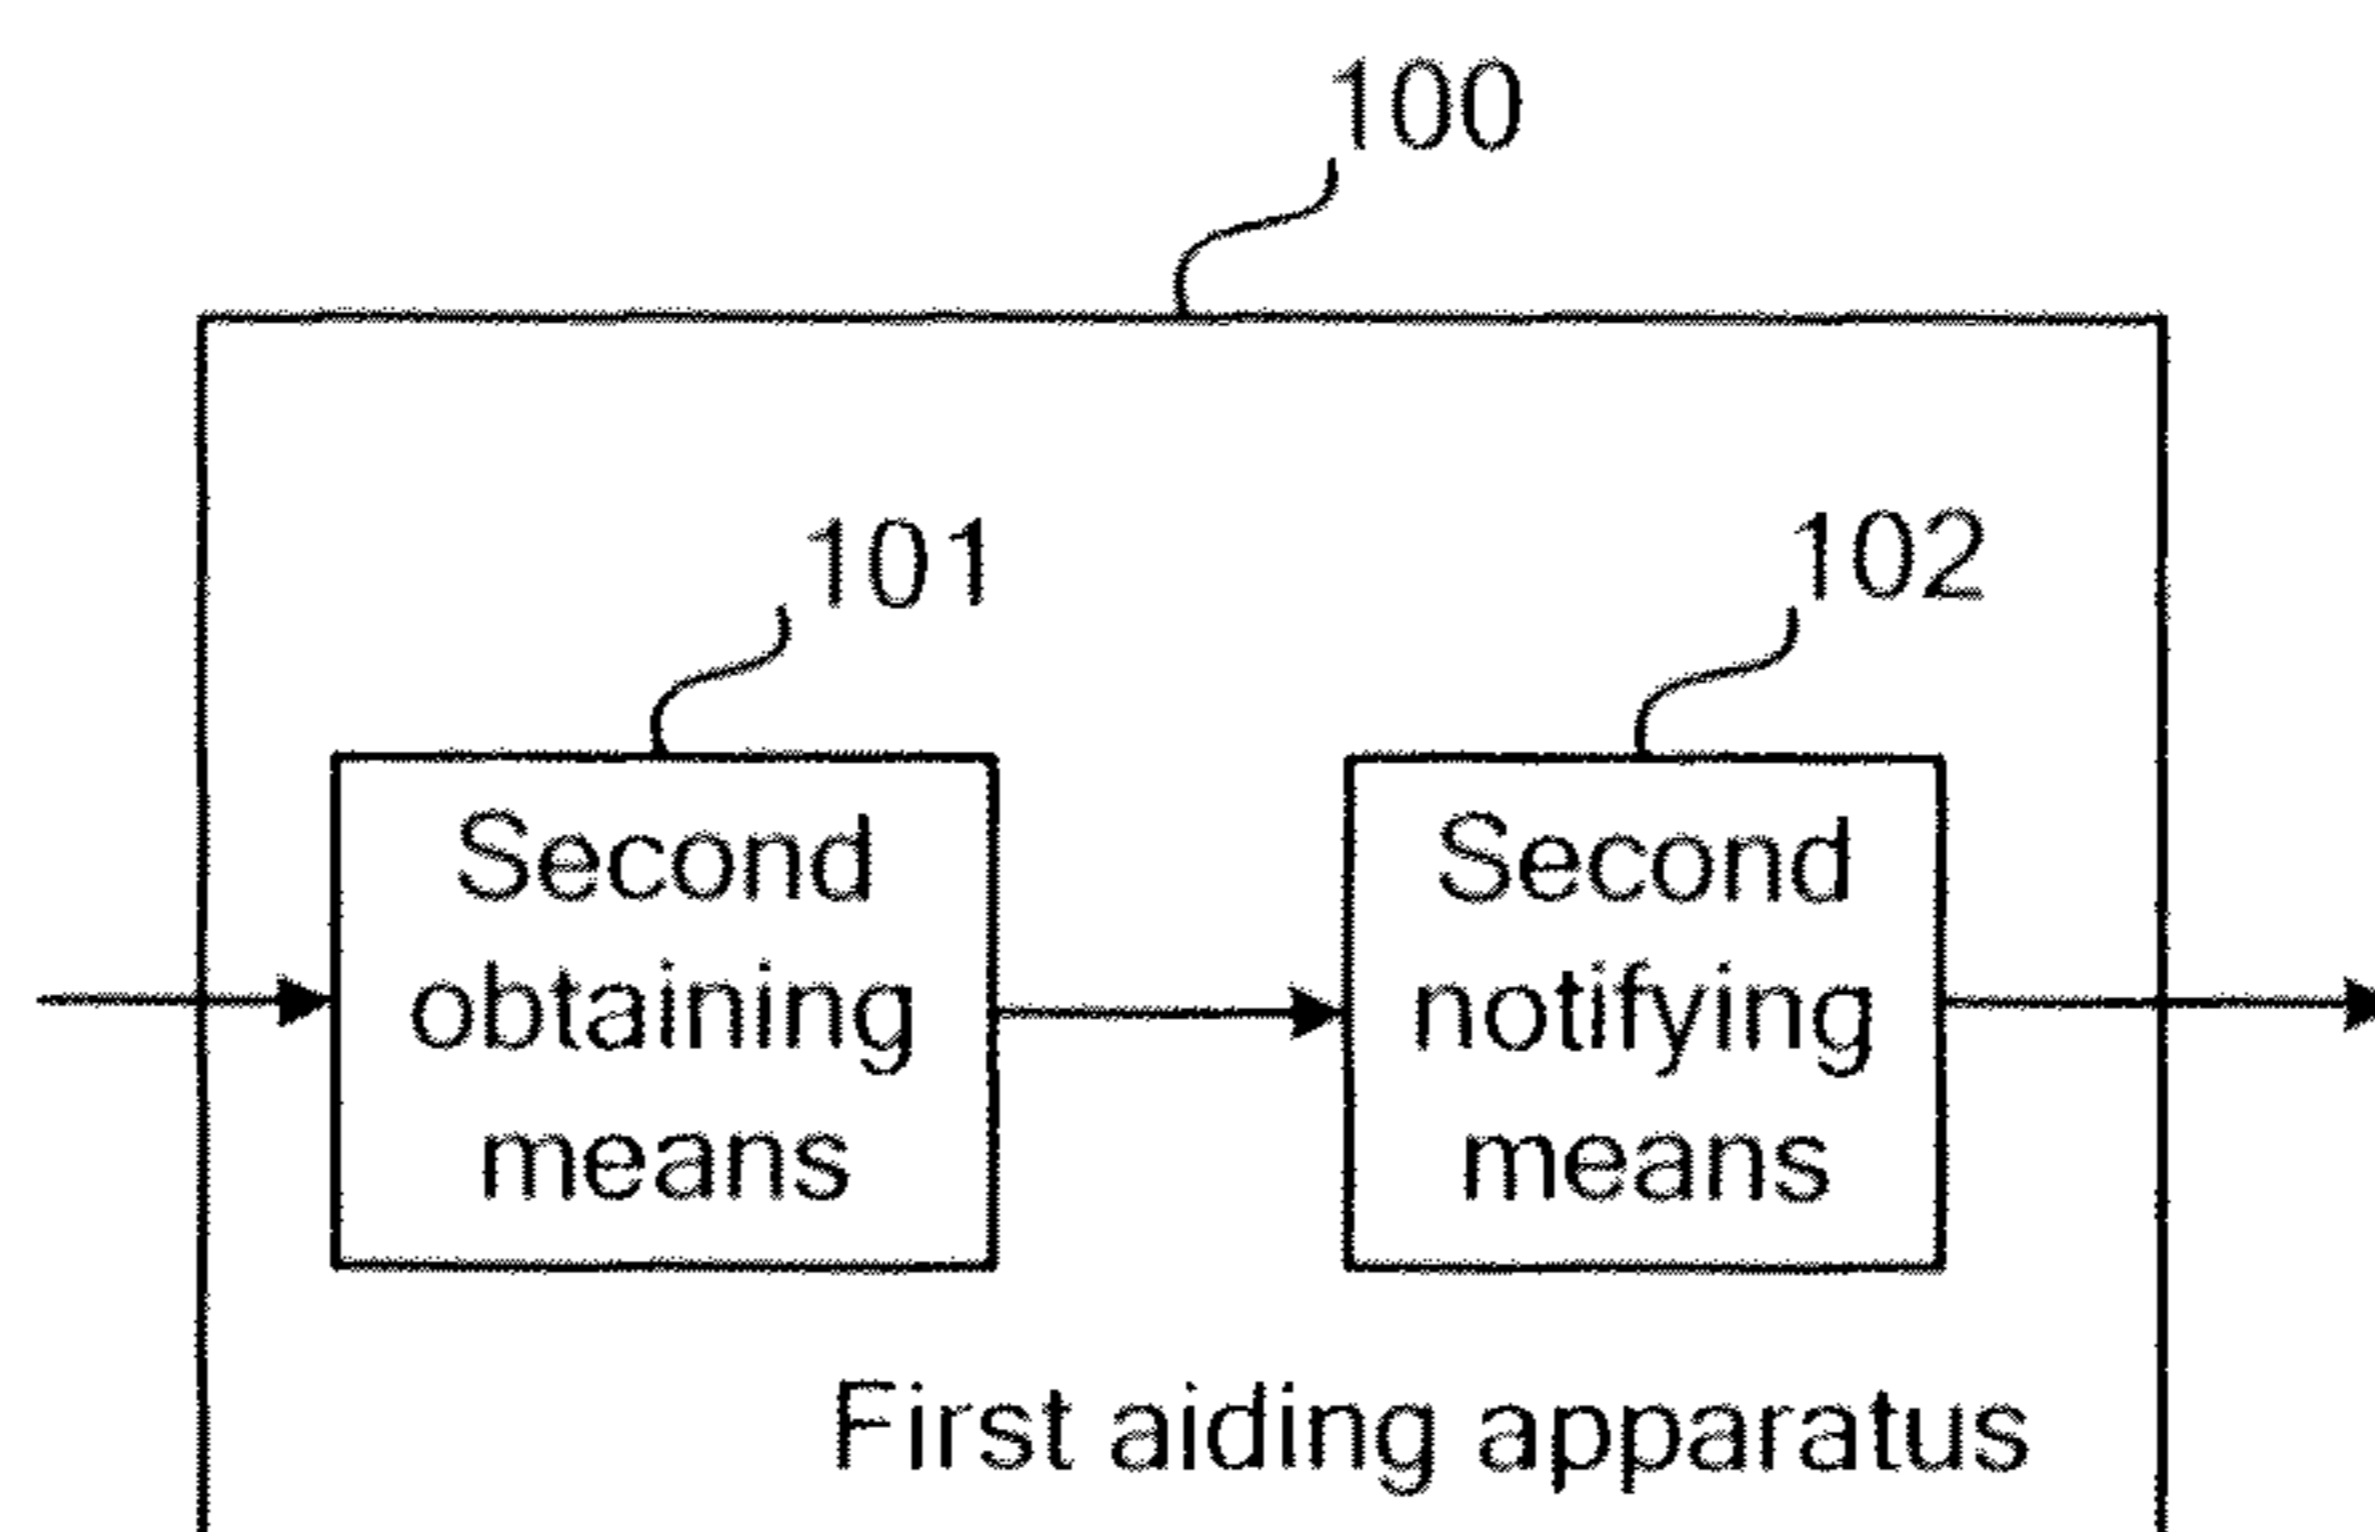 100
101
102
Second
obtaining
means
Second
notifying
means
First aiding apparatus